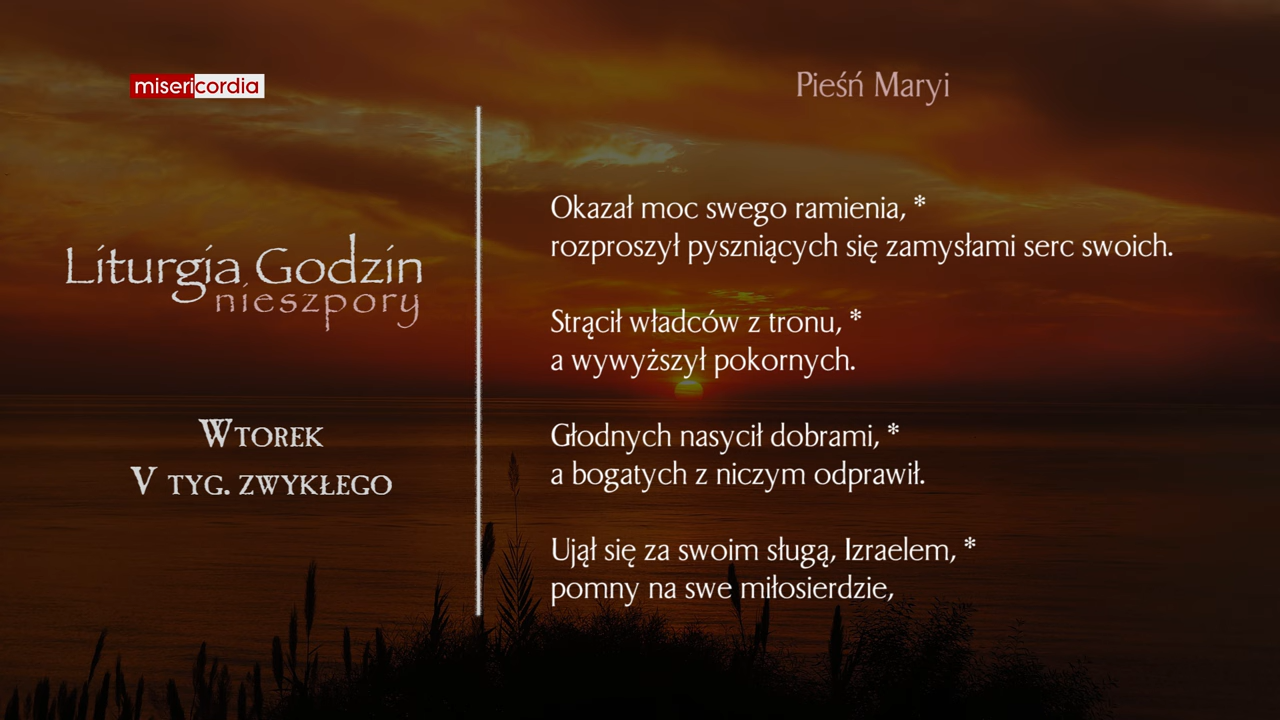 misericordia
Liturgia Godzin
nieszpory
Wtorek
V tyg. zwykłego
Pieśń Maryi
Okazał moc swego ramienia, *
rozproszył pyszniących się zamysłami serc swoich.
Strącił władców z tronu, *
a wywyższył pokornych.
Głodnych nasycił dobrami, *
a bogatych z niczym odprawił.
Ujął się za swoim sługą, Izraelem, *
pomny na swe miłosierdzie,